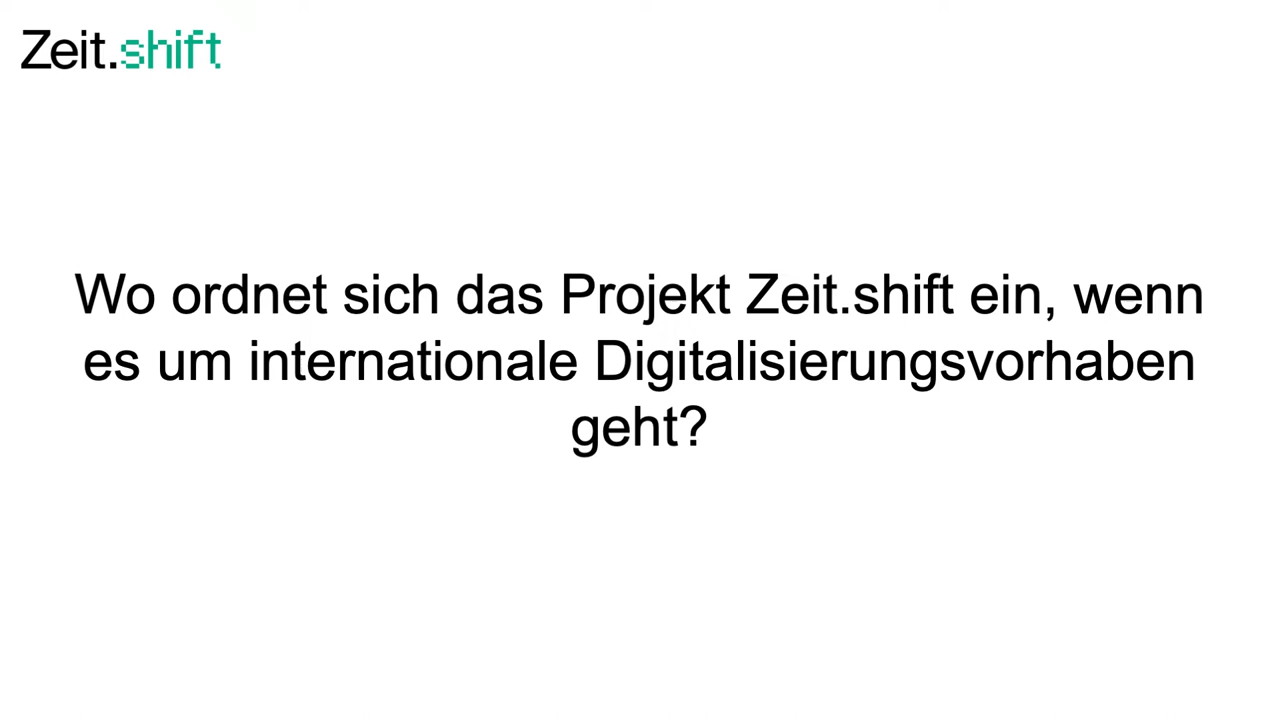 Zeit.shift
Wo ordnet sich das Projekt Zeit.shift ein, wenn
es um internationale Digitalisierungsvorhaben
geht?